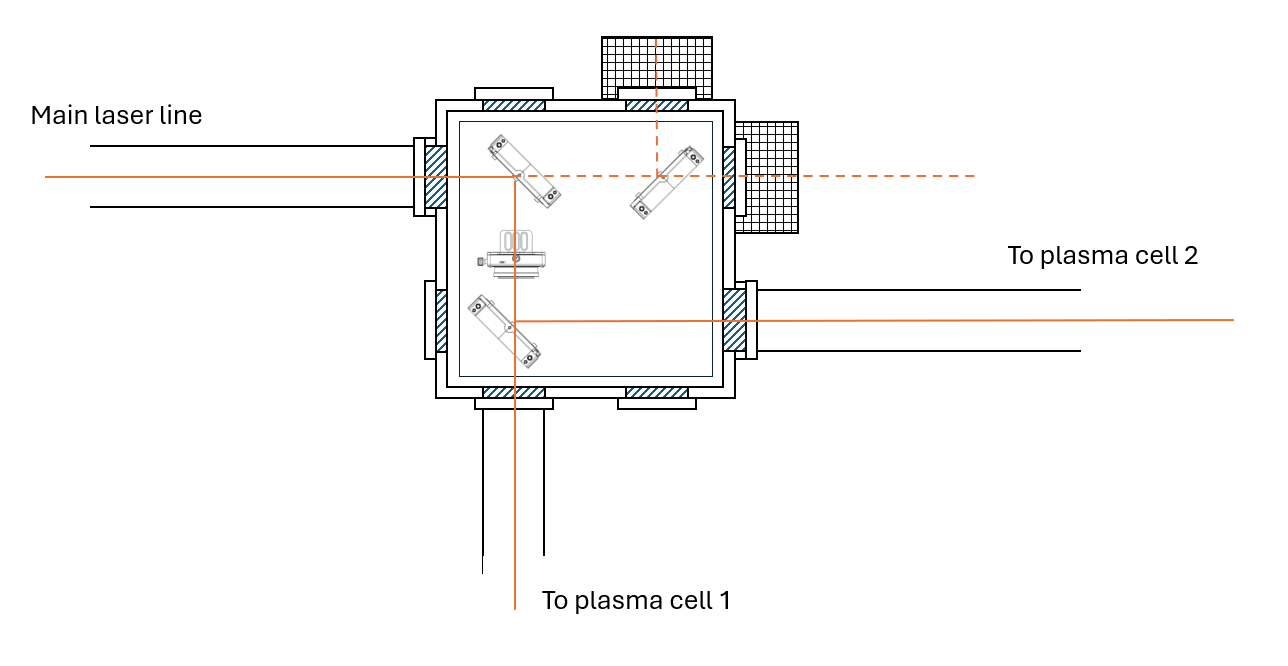 Main laser line
To plasma cell 2
To plasma cell 1